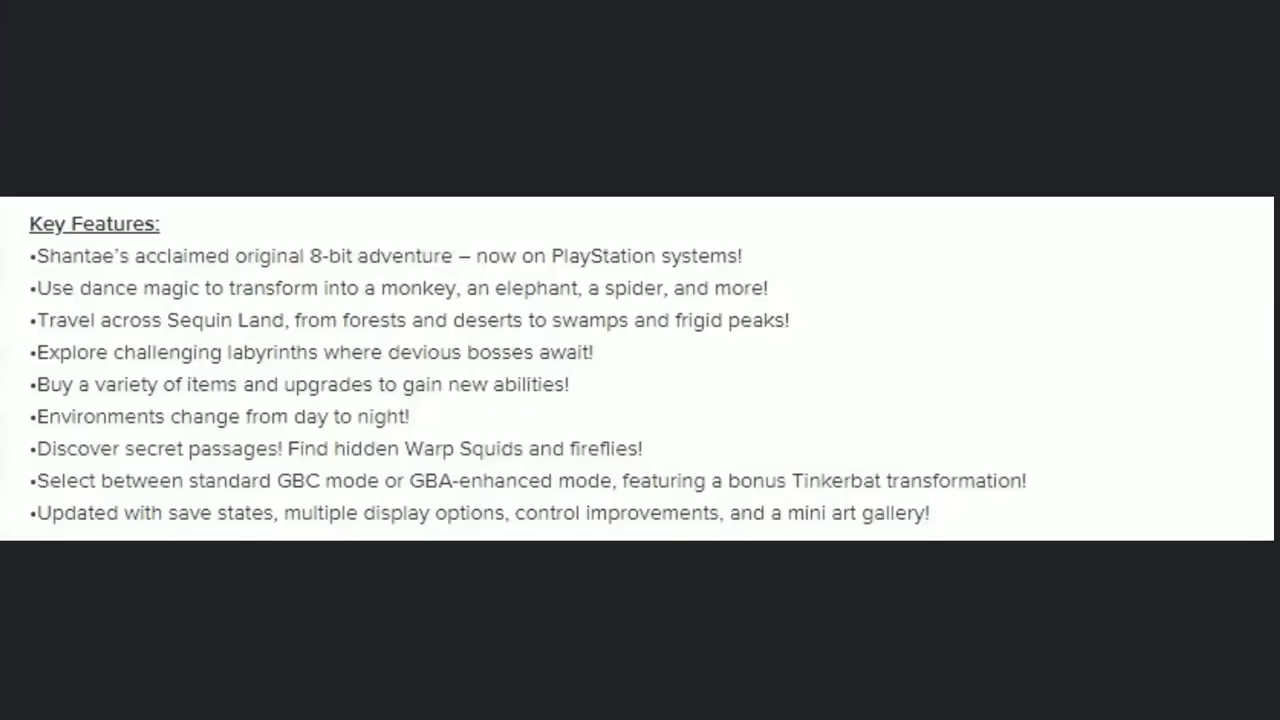 Key Features:
•Shantae's acclaimed original 8-bit adventure – now on PlayStation systems!
•Use dance magic to transform into a monkey, an elephant, a spider, and more!
•Travel across Sequin Land, from forests and deserts to swamps and frigid peaks!
•Explore challenging labyrinths where devious bosses await!
•Buy a variety of items and upgrades to gain new abilities!
•Environments change from day to night!
•Discover secret passages! Find hidden Warp Squids and fireflies!
•Select between standard GBC mode or GBA-enhanced mode, featuring a bonus Tinkerbat transformation!
•Updated with save states, multiple display options, control improvements, and a mini art gallery!